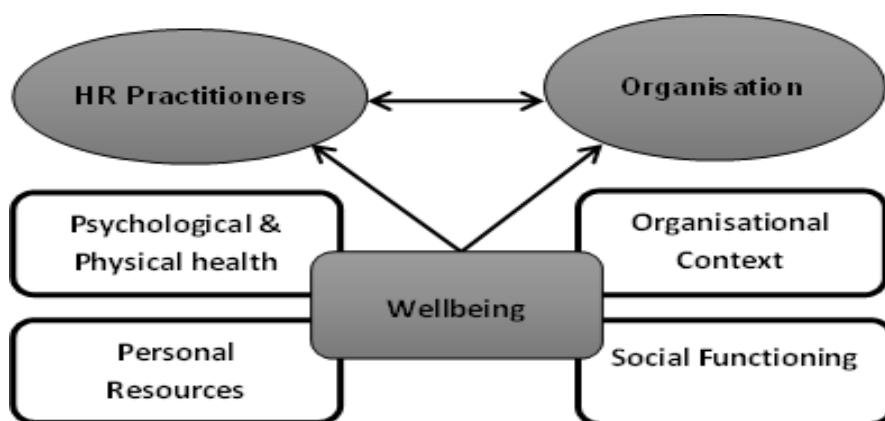 HR Practitioners
Organisation
Psychological &
Physical health
Organisational
Context
Wellbeing
Personal
Resources
Social Functioning